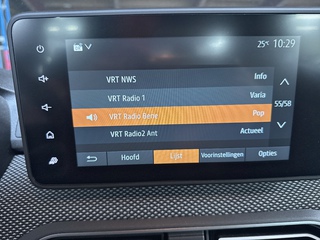 25°C 10:29
VRT NWS Info
VRT Radio 1 Varia
VRT Radio Bene Pop
55/58
VRT Radio2 Ant Actueel
Hoofd Lijst Voorinstellingen Opties